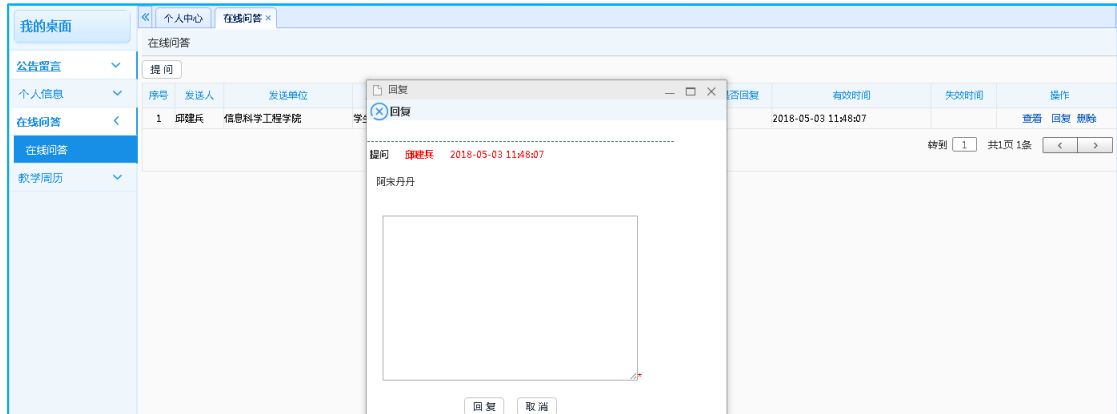 我的桌面
公告留言
个人信息
在线问答
在线问答
教学周历
个人中心 在线问答 ×
在线问答
提 问
序号 发送人 发送单位 是否回复 有效时间 失效时间 操作
1 邱建兵 信息科学工程学院 学生 2018-05-03 11:48:07 查看 回复 删除
转到 1 共1页 1条
回复
回复
提问 邱建兵 2018-05-03 11:48:07
阿宋丹丹
*
回 复 取 消